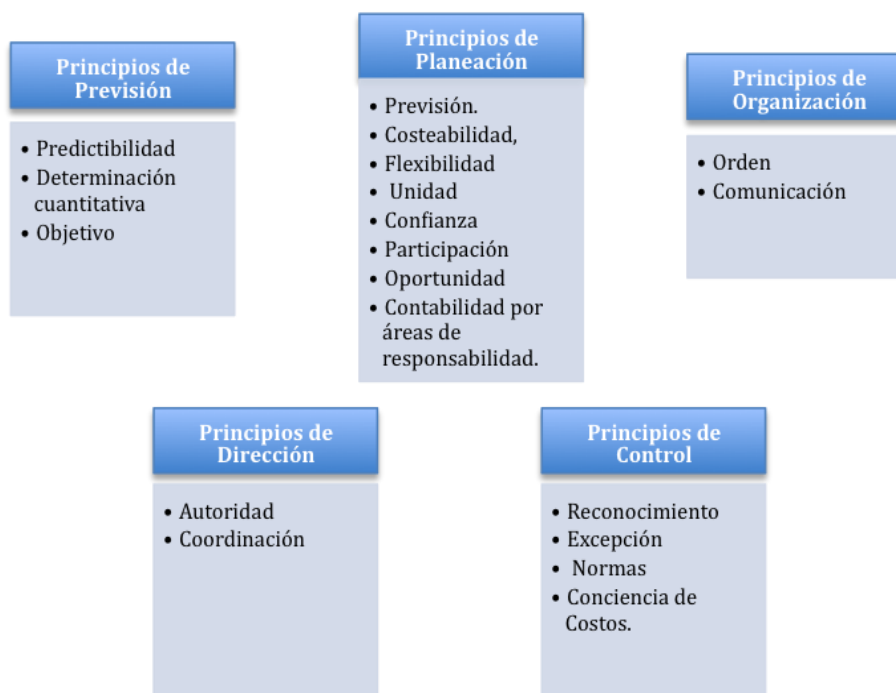 Principios de
Previsión
• Predictibilidad
• Determinación
cuantitativa
• Objetivo
Principios de
Planeación
• Previsión.
• Costeabilidad,
• Flexibilidad
• Unidad
• Confianza
• Participación
• Oportunidad
• Contabilidad por
áreas de
responsabilidad.
Principios de
Organización
• Orden
• Comunicación
Principios de
Dirección
• Autoridad
• Coordinación
Principios de
Control
• Reconocimiento
• Excepción
• Normas
• Conciencia de
Costos.